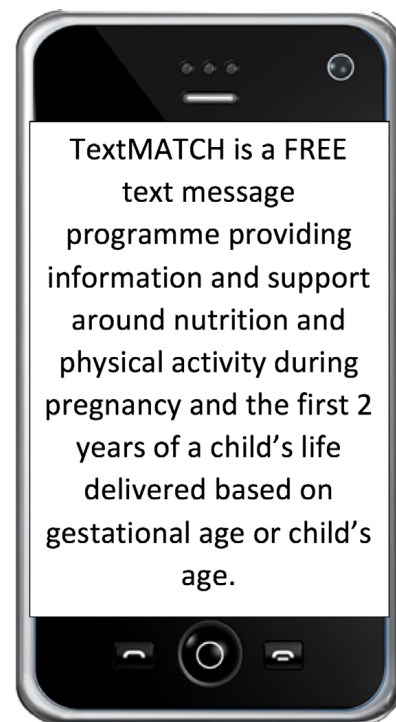 TextMATCH is a FREE
text message
programme providing
information and support
around nutrition and
physical activity during
pregnancy and the first 2
years of a child’s life
delivered based on
gestational age or child’s
age.